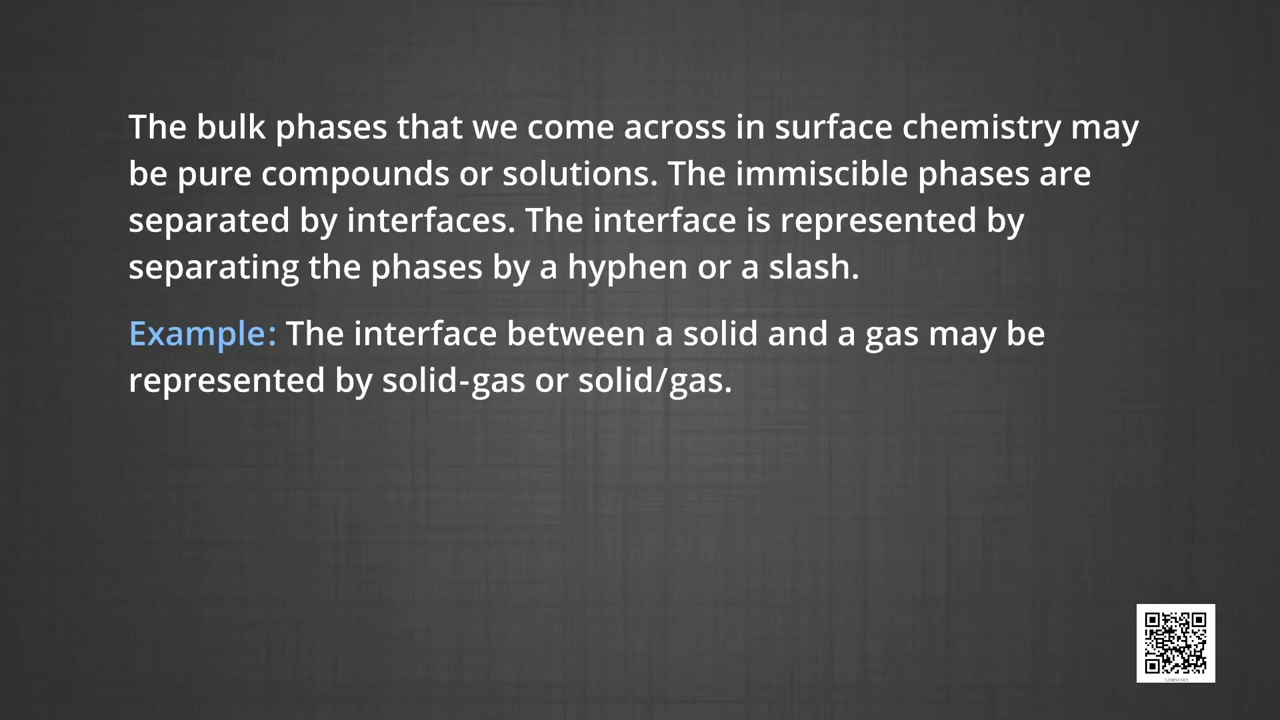 The bulk phases that we come across in surface chemistry may
be pure compounds or solutions. The immiscible phases are
separated by interfaces. The interface is represented by
separating the phases by a hyphen or a slash.
Example: The interface between a solid and a gas may be
represented by solid-gas or solid/gas.